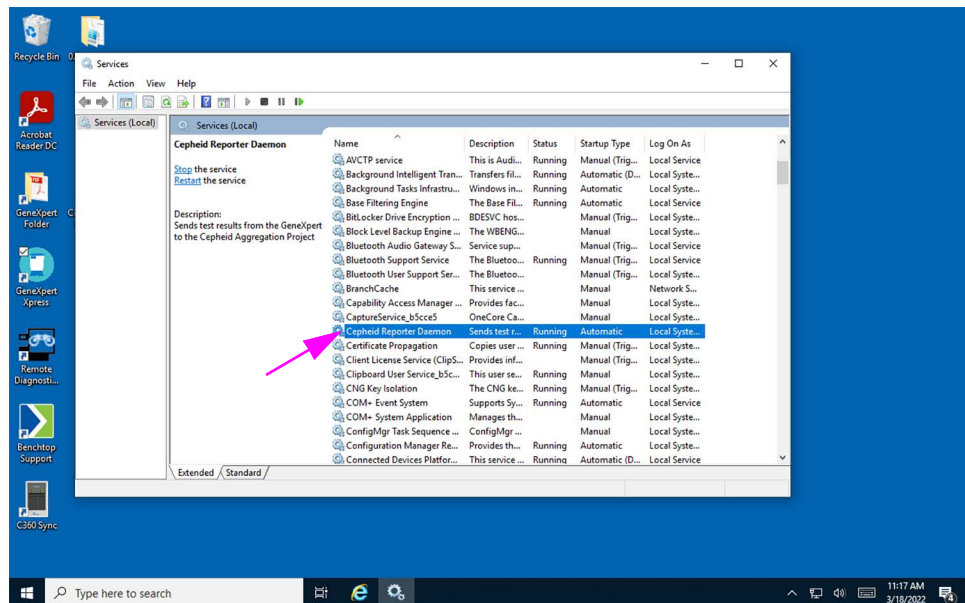 Recycle Bin
0.
Acrobat
Reader DC
GeneXpert
Folder
C
GeneXpert
Xpress
Remote
Diagnosti...
Benchtop
Support
C360 Sync
Services
File Action View Help
Services (Local)
Services (Local)
Cepheid Reporter Daemon
Stop the service
Restart the service
Description:
Sends test results from the GeneXpert
to the Cepheid Aggregation Project
Name Description Status Startup Type Log On As
AVCTP service This is Audi... Running Manual (Trig... Local Service
Background Intelligent Tran... Transfers fil... Running Automatic (D... Local Syste...
Background Tasks Infrastru... Windows in... Running Automatic Local Syste...
Base Filtering Engine The Base Fil... Running Automatic Local Service
BitLocker Drive Encryption ... BDESVC hos... Manual (Trig... Local Syste...
Block Level Backup Engine ... The WBENG... Manual Local Syste...
Bluetooth Audio Gateway S... Service sup... Manual (Trig... Local Service
Bluetooth Support Service The Bluetoo... Running Manual (Trig... Local Service
Bluetooth User Support Ser... The Bluetoo... Manual (Trig... Local Syste...
BranchCache This service ... Manual Network S...
Capability Access Manager ... Provides fac... Manual Local Syste...
CaptureService_b5cce5 OneCore Ca... Manual Local Syste...
Cepheid Reporter Daemon Sends test r... Running Automatic Local Syste...
Certificate Propagation Copies user ... Running Manual (Trig... Local Syste...
Client License Service (ClipS... Provides inf... Manual (Trig... Local Syste...
Clipboard User Service_b5c... This user se... Running Manual Local Syste...
CNG Key Isolation The CNG ke... Running Manual (Trig... Local Syste...
COM+ Event System Supports Sy... Running Automatic Local Service
COM+ System Application Manages th... Manual Local Syste...
ConfigMgr Task Sequence ... ConfigMgr ... Manual Local Syste...
Configuration Manager Re... Provides th... Running Automatic Local Syste...
Connected Devices Platfor... This service ... Running Automatic (D... Local Service
Extended Standard
Type here to search
11:17 AM
3/18/2022
4